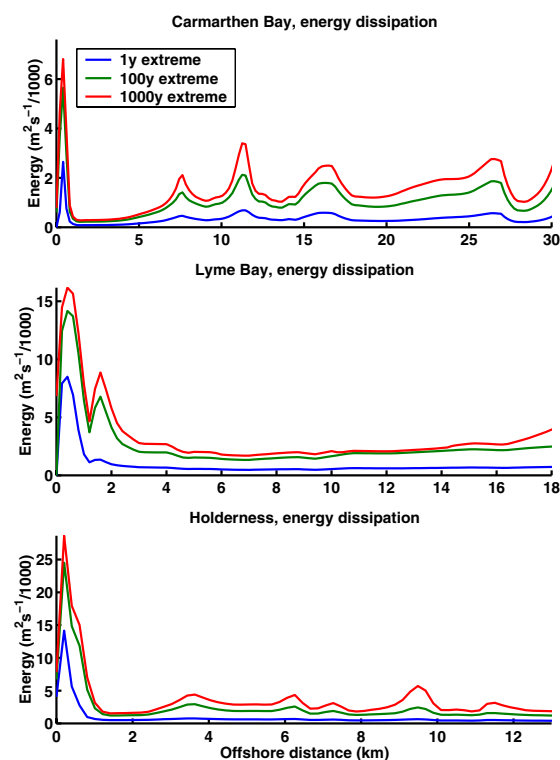 Carmarthen Bay, energy dissipation
Energy (m²s⁻¹/1000)
6
4
2
0
1y extreme
100y extreme
1000y extreme
0 5 10 15 20 25 30
Lyme Bay, energy dissipation
Energy (m²s⁻¹/1000)
15
10
5
0
0 2 4 6 8 10 12 14 16 18
Holderness, energy dissipation
Energy (m²s⁻¹/1000)
25
20
15
10
5
0
0 2 4 6 8 10 12
Offshore distance (km)